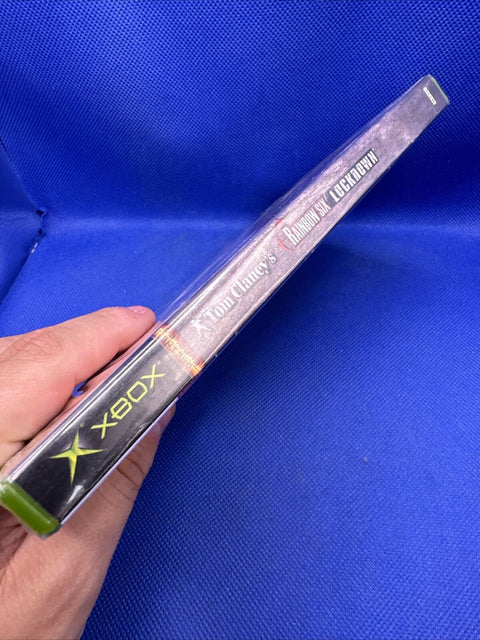 XBOX
Tom Clancy's
RAINBOW SIX LOCKDOWN